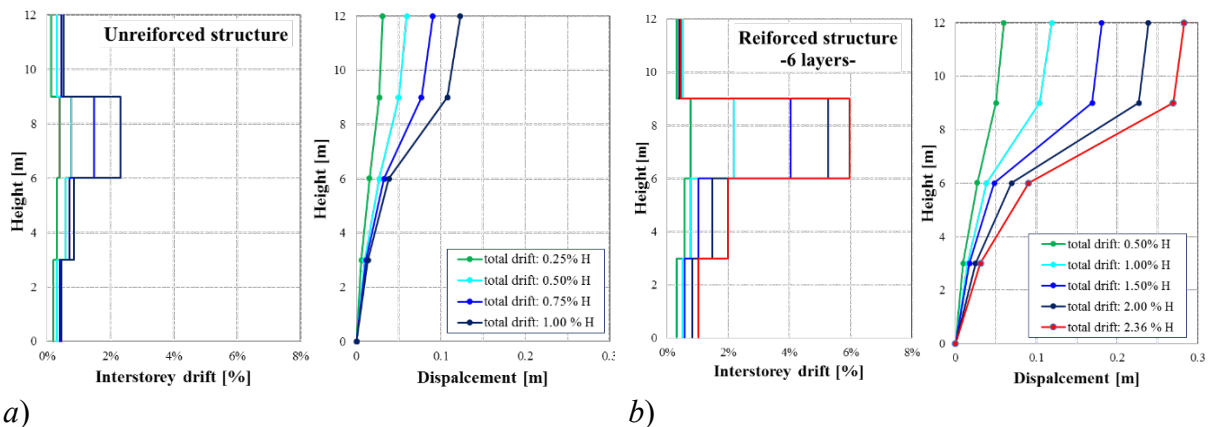 Unreiforced structure
Height [m]
12
10
8
6
4
2
0
0%
2%
4%
6%
8%
Interstorey drift [%]
Height [m]
12
10
8
6
4
2
0
total drift: 0.25% H
total drift: 0.50% H
total drift: 0.75% H
total drift: 1.00 % H
0
0.1
0.2
0.3
Dispalcement [m]
a)
Reiforced structure
-6 layers-
Height [m]
12
10
8
6
4
2
0
0%
2%
4%
6%
8%
Interstorey drift [%]
Height [m]
12
10
8
6
4
2
0
total drift: 0.50% H
total drift: 1.00% H
total drift: 1.50% H
total drift: 2.00 % H
total drift: 2.36 % H
0
0.1
0.2
0.3
Dispalcement [m]
b)